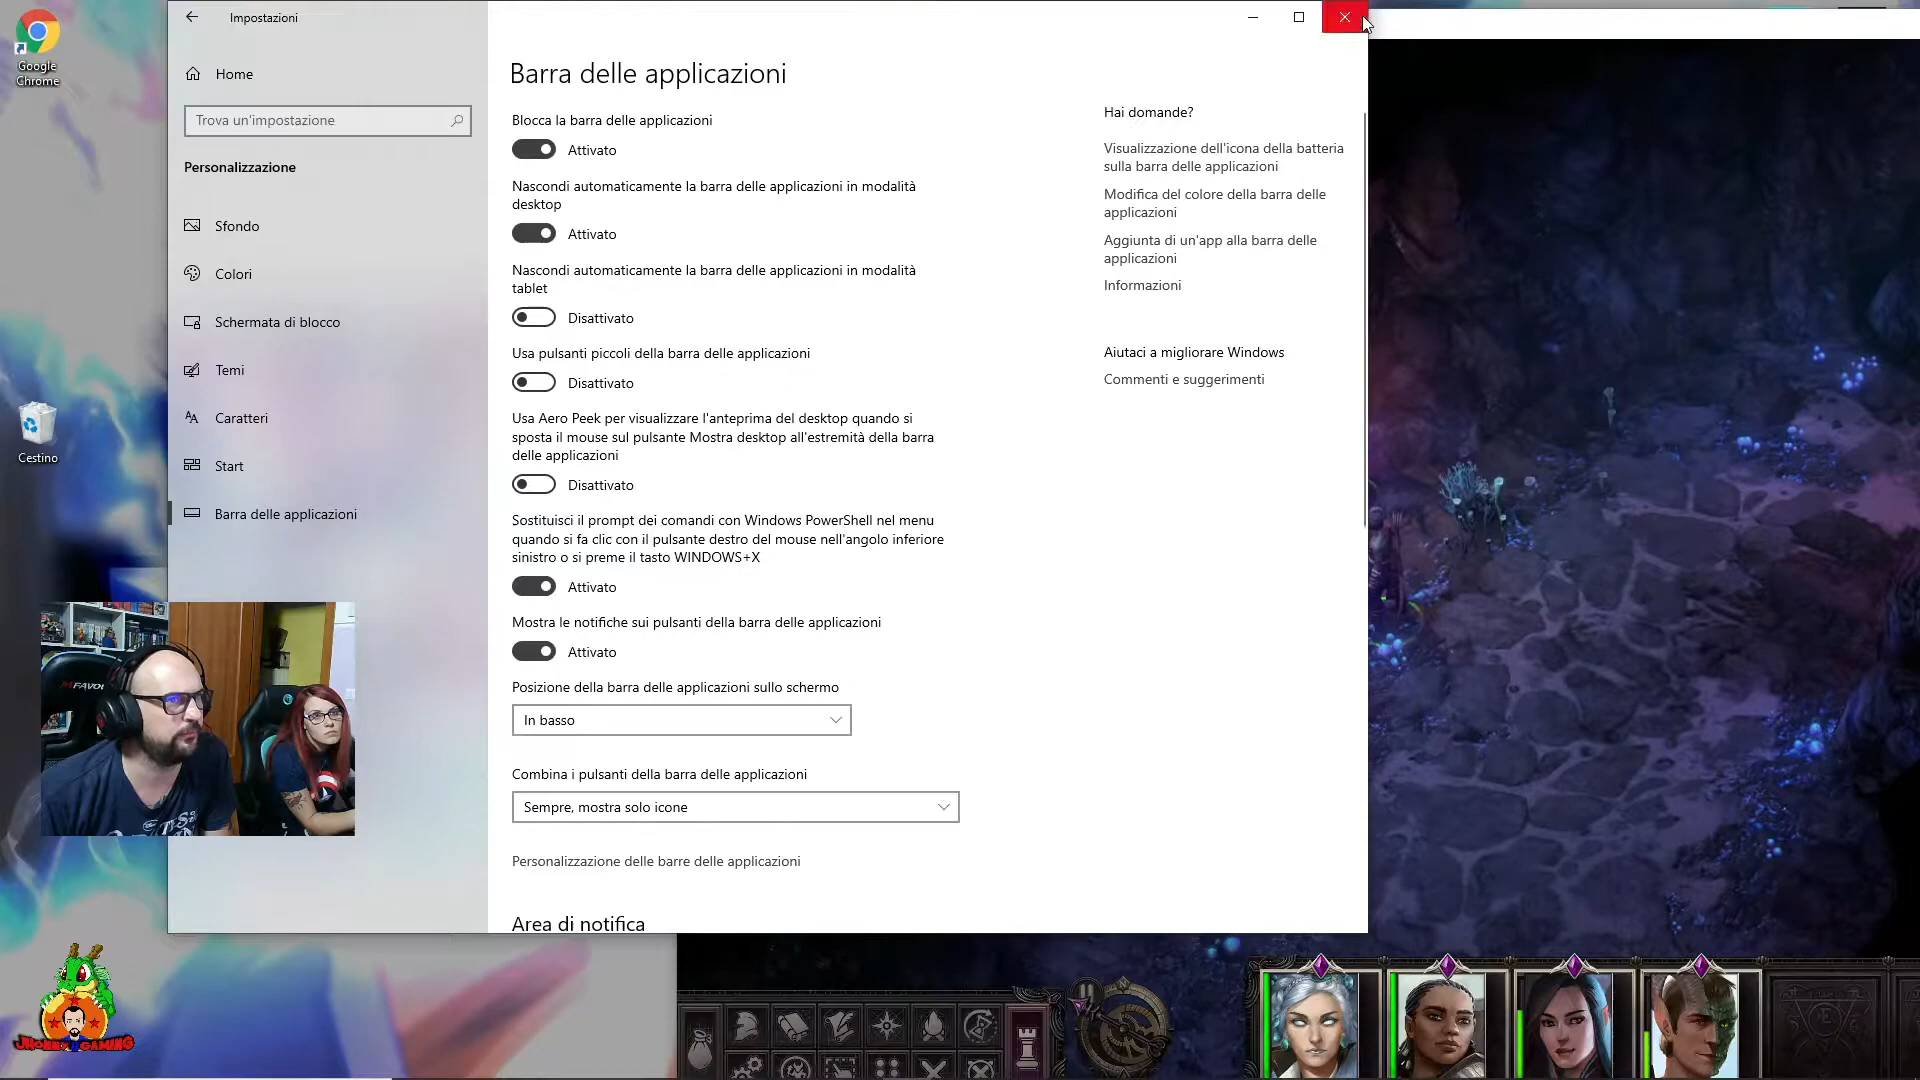 Impostazioni
Google
Chrome
Home
Trova un'impostazione
Personalizzazione
Sfondo
Colori
Schermata di blocco
Temi
Caratteri
Start
Barra delle applicazioni
Cestino
Barra delle applicazioni
Blocca la barra delle applicazioni
Attivato
Nascondi automaticamente la barra delle applicazioni in modalità
desktop
Attivato
Nascondi automaticamente la barra delle applicazioni in modalità
tablet
Disattivato
Usa pulsanti piccoli della barra delle applicazioni
Disattivato
Usa Aero Peek per visualizzare l'anteprima del desktop quando si
sposta il mouse sul pulsante Mostra desktop all'estremità della barra
delle applicazioni
Disattivato
Sostituisci il prompt dei comandi con Windows PowerShell nel menu
quando si fa clic con il pulsante destro del mouse nell'angolo inferiore
sinistro o si preme il tasto WINDOWS+X
Attivato
Mostra le notifiche sui pulsanti della barra delle applicazioni
Attivato
Posizione della barra delle applicazioni sullo schermo
In basso
Combina i pulsanti della barra delle applicazioni
Sempre, mostra solo icone
Personalizzazione delle barre delle applicazioni
Area di notifica
Hai domande?
Visualizzazione dell'icona della batteria
sulla barra delle applicazioni
Modifica del colore della barra delle
applicazioni
Aggiunta di un'app alla barra delle
applicazioni
Informazioni
Aiutaci a migliorare Windows
Commenti e suggerimenti